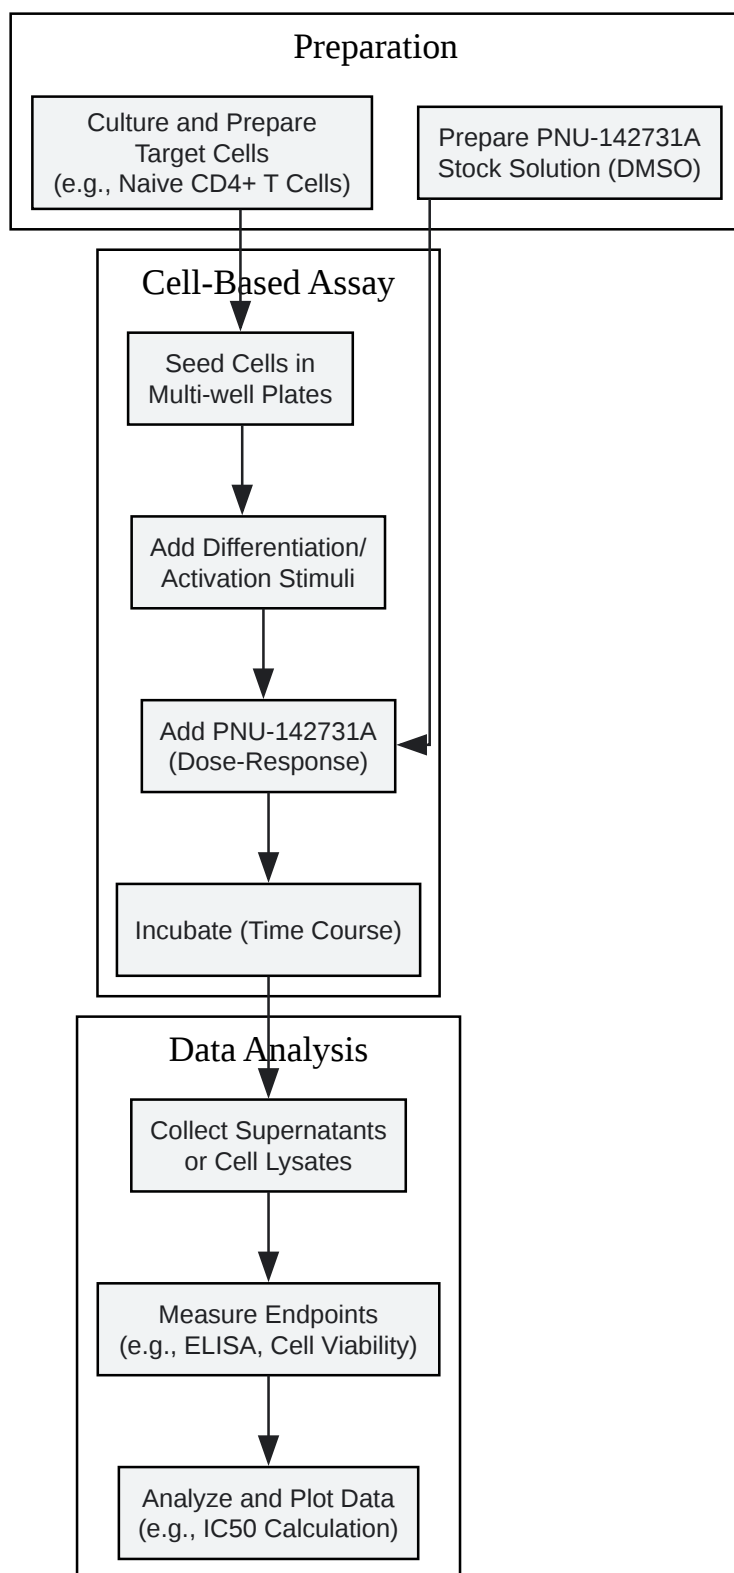 Preparation
Culture and Prepare
Target Cells
(e.g., Naive CD4+ T Cells)
Prepare PNU-142731A
Stock Solution (DMSO)
Cell-Based Assay
Seed Cells in
Multi-well Plates
Add Differentiation/
Activation Stimuli
Add PNU-142731A
(Dose-Response)
Incubate (Time Course)
Data Analysis
Collect Supernatants
or Cell Lysates
Measure Endpoints
(e.g., ELISA, Cell Viability)
Analyze and Plot Data
(e.g., IC50 Calculation)